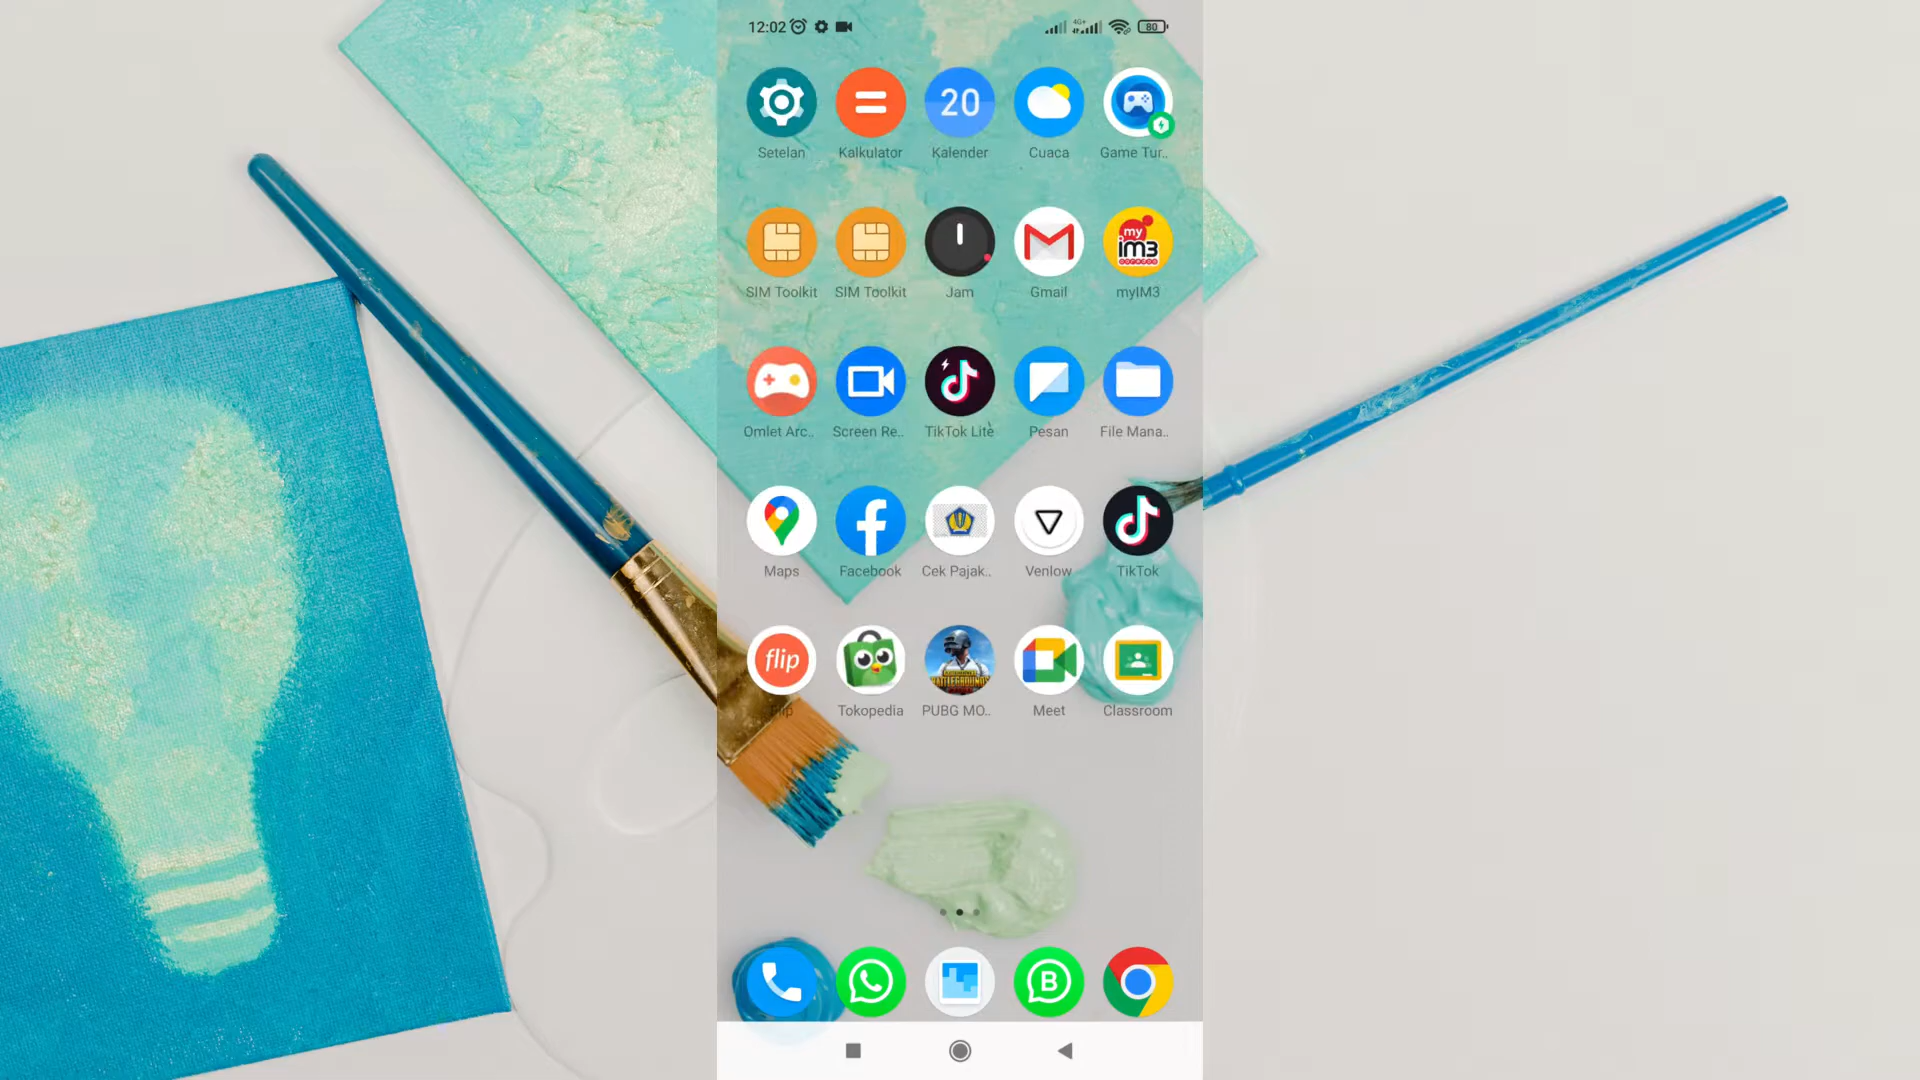 12:02 4G+ 80
20
Setelan Kalkulator Kalender Cuaca Game Tur..
my
im3
SIM Toolkit SIM Toolkit Jam Gmail myIM3
Omlet Arc.. Screen Re.. TikTok Lite Pesan File Mana..
Maps Facebook Cek Pajak.. Venlow TikTok
flip
Flip Tokopedia PUBG MO.. Meet Classroom
B